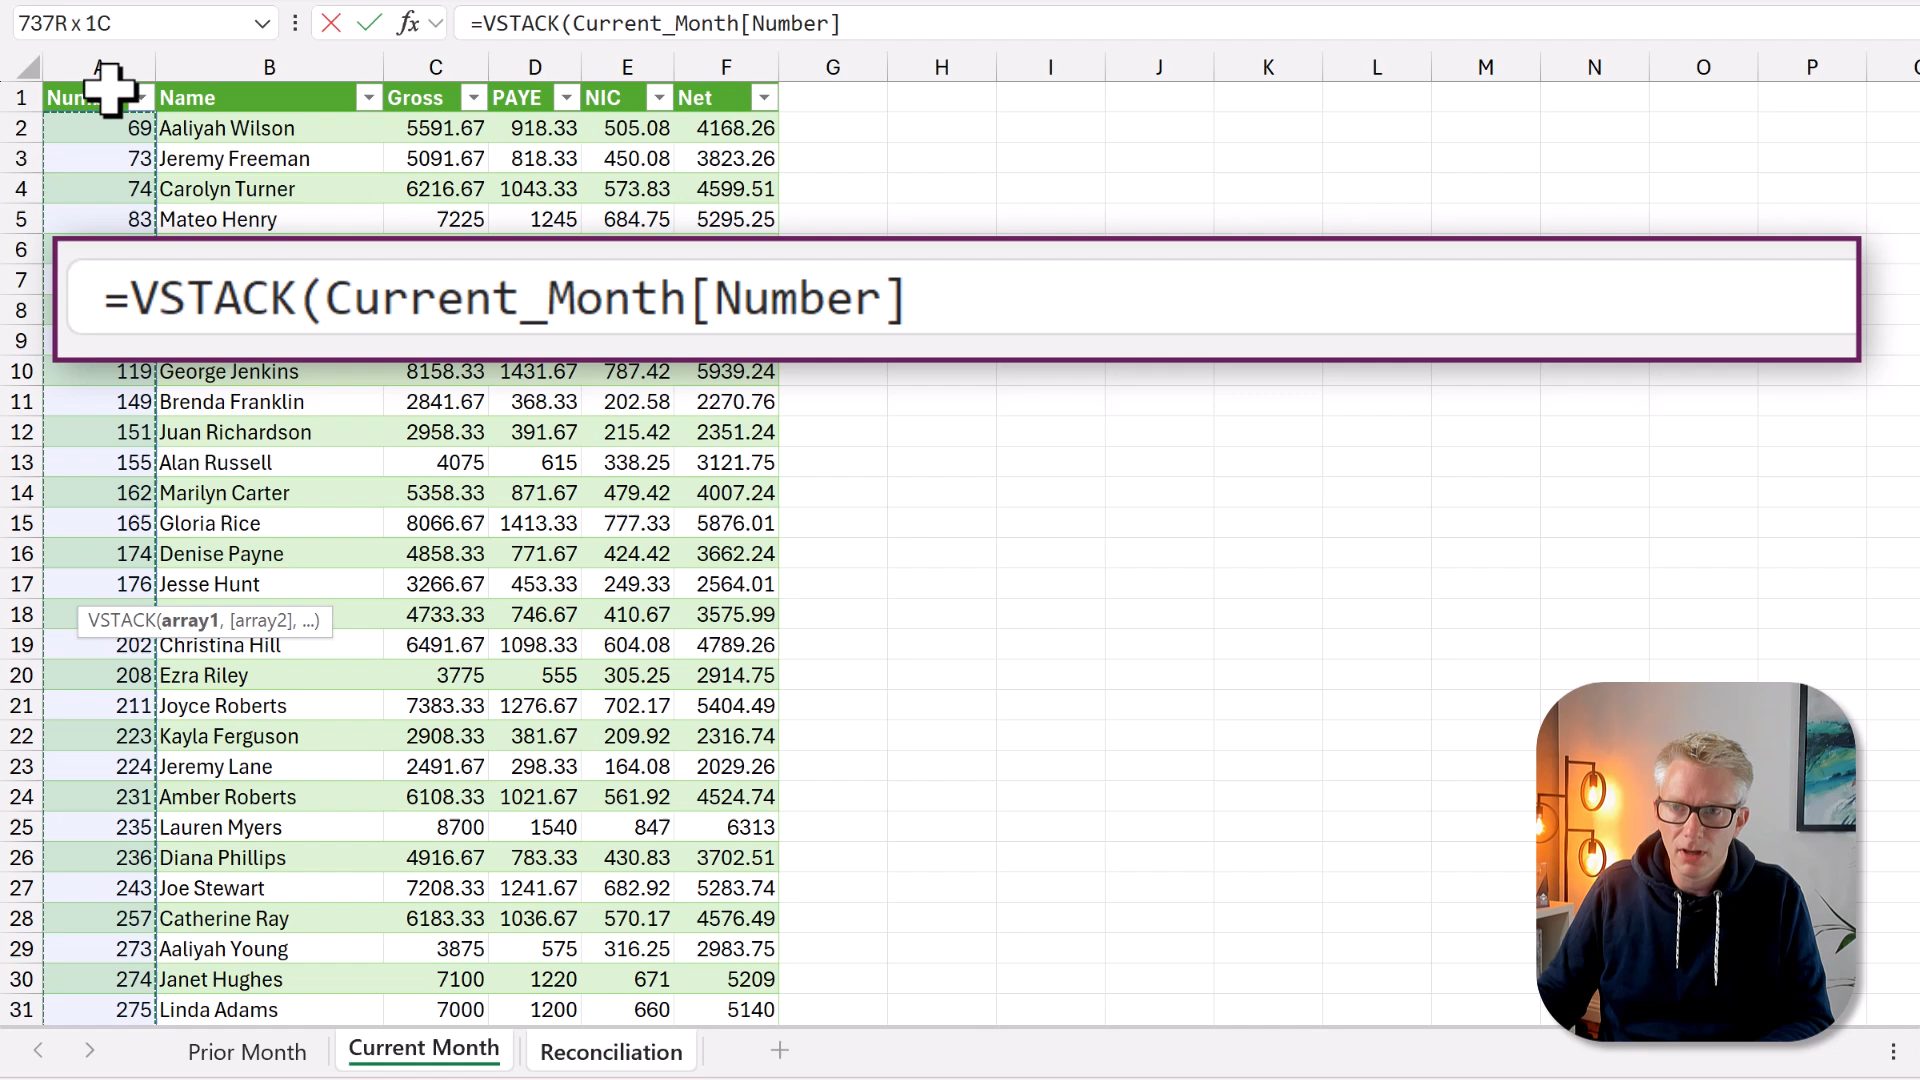 737R x 1C fx =VSTACK(Current_Month[Number]
A B C D E F G H I J K L M N O P
1 Num Name Gross PAYE NIC Net
2 69 Aaliyah Wilson 5591.67 918.33 505.08 4168.26
3 73 Jeremy Freeman 5091.67 818.33 450.08 3823.26
4 74 Carolyn Turner 6216.67 1043.33 573.83 4599.51
5 83 Mateo Henry 7225 1245 684.75 5295.25
6
7
=VSTACK(Current_Month[Number]
8
9
10 119 George Jenkins 8158.33 1431.67 787.42 5939.24
11 149 Brenda Franklin 2841.67 368.33 202.58 2270.76
12 151 Juan Richardson 2958.33 391.67 215.42 2351.24
13 155 Alan Russell 4075 615 338.25 3121.75
14 162 Marilyn Carter 5358.33 871.67 479.42 4007.24
15 165 Gloria Rice 8066.67 1413.33 777.33 5876.01
16 174 Denise Payne 4858.33 771.67 424.42 3662.24
17 176 Jesse Hunt 3266.67 453.33 249.33 2564.01
18 4733.33 746.67 410.67 3575.99
VSTACK(array1, [array2], ...)
19 202 Christina Hill 6491.67 1098.33 604.08 4789.26
20 208 Ezra Riley 3775 555 305.25 2914.75
21 211 Joyce Roberts 7383.33 1276.67 702.17 5404.49
22 223 Kayla Ferguson 2908.33 381.67 209.92 2316.74
23 224 Jeremy Lane 2491.67 298.33 164.08 2029.26
24 231 Amber Roberts 6108.33 1021.67 561.92 4524.74
25 235 Lauren Myers 8700 1540 847 6313
26 236 Diana Phillips 4916.67 783.33 430.83 3702.51
27 243 Joe Stewart 7208.33 1241.67 682.92 5283.74
28 257 Catherine Ray 6183.33 1036.67 570.17 4576.49
29 273 Aaliyah Young 3875 575 316.25 2983.75
30 274 Janet Hughes 7100 1220 671 5209
31 275 Linda Adams 7000 1200 660 5140
Prior Month Current Month Reconciliation